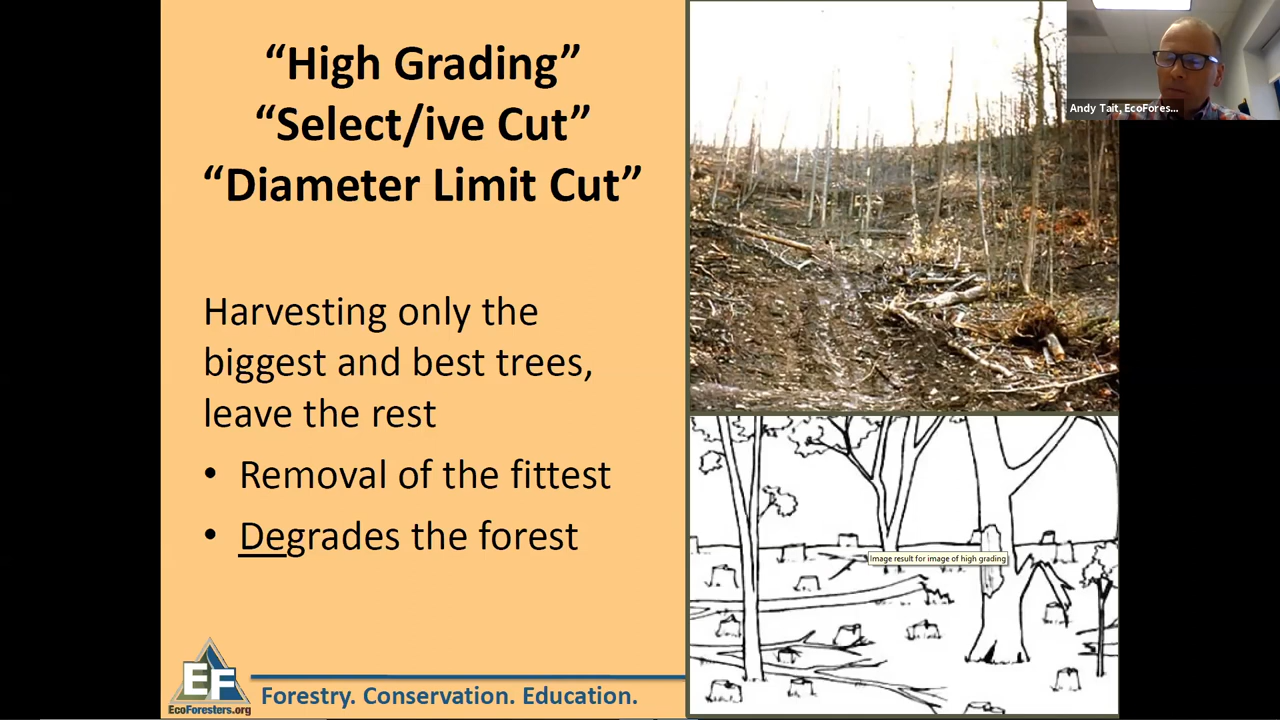 “High Grading”
“Select/ive Cut”
“Diameter Limit Cut”
Harvesting only the
biggest and best trees,
leave the rest
• Removal of the fittest
• Degrades the forest
EF
EcoForesters.org
Forestry. Conservation. Education.
Andy Tait, EcoFores...
Image result for image of high grading